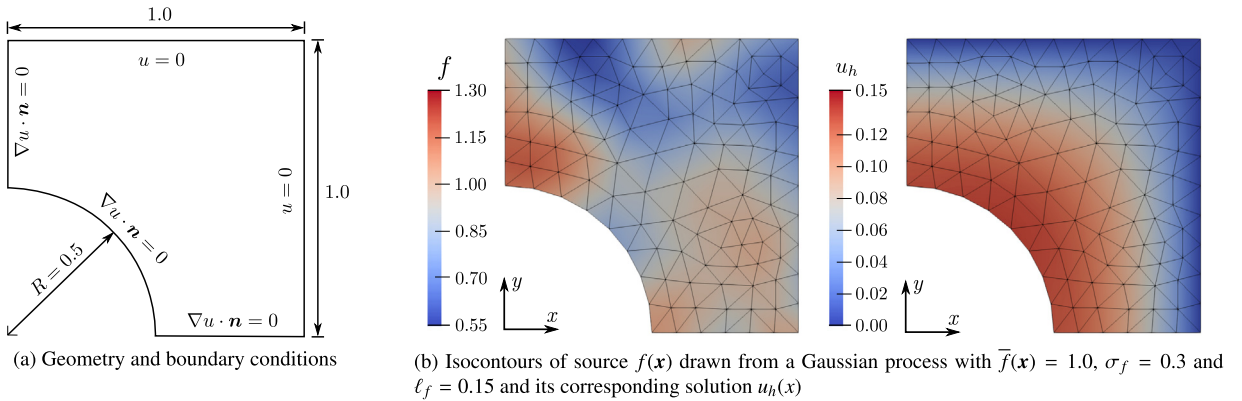 1.0
u = 0
∇u · n = 0
u = 0
1.0
∇u · n = 0
R = 0.5
∇u · n = 0
(a) Geometry and boundary conditions
f
1.30
1.15
1.00
0.85
0.70
0.55
y
x
u_h
0.15
0.12
0.10
0.08
0.06
0.04
0.02
0.00
y
x
(b) Isocontours of source f(x) drawn from a Gaussian process with f̅(x) = 1.0, σ_f = 0.3 and
ℓ_f = 0.15 and its corresponding solution u_h(x)